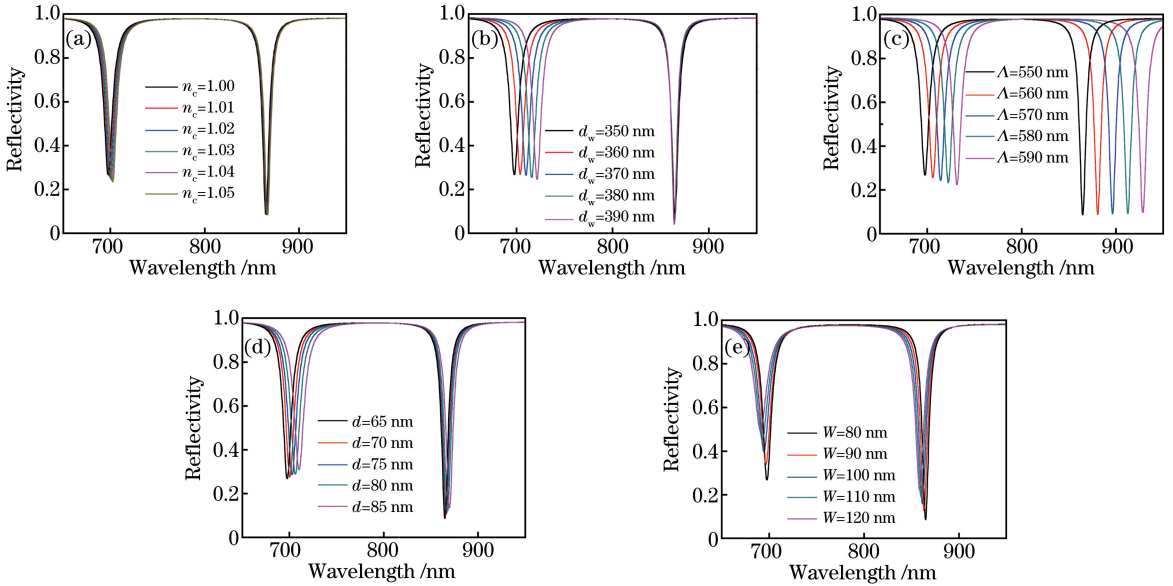 (a)
1.0
0.8
0.6
0.4
0.2
0
Reflectivity
n_c=1.00
n_c=1.01
n_c=1.02
n_c=1.03
n_c=1.04
n_c=1.05
700
800
900
Wavelength /nm
(b)
1.0
0.8
0.6
0.4
0.2
0
Reflectivity
d_w=350 nm
d_w=360 nm
d_w=370 nm
d_w=380 nm
d_w=390 nm
700
800
900
Wavelength /nm
(c)
1.0
0.8
0.6
0.4
0.2
0
Reflectivity
Λ=550 nm
Λ=560 nm
Λ=570 nm
Λ=580 nm
Λ=590 nm
700
800
900
Wavelength /nm
(d)
1.0
0.8
0.6
0.4
0.2
0
Reflectivity
d=65 nm
d=70 nm
d=75 nm
d=80 nm
d=85 nm
700
800
900
Wavelength /nm
(e)
1.0
0.8
0.6
0.4
0.2
0
Reflectivity
W=80 nm
W=90 nm
W=100 nm
W=110 nm
W=120 nm
700
800
900
Wavelength /nm